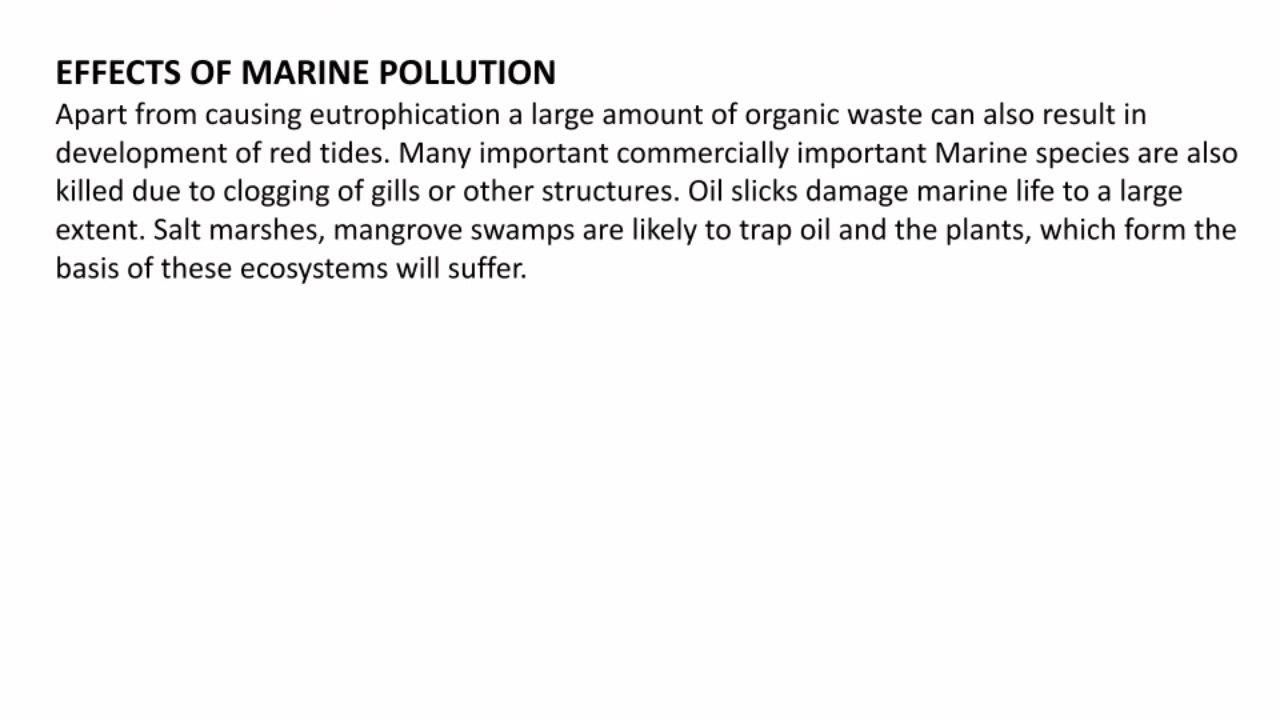 EFFECTS OF MARINE POLLUTION
Apart from causing eutrophication a large amount of organic waste can also result in
development of red tides. Many important commercially important Marine species are also
killed due to clogging of gills or other structures. Oil slicks damage marine life to a large
extent. Salt marshes, mangrove swamps are likely to trap oil and the plants, which form the
basis of these ecosystems will suffer.